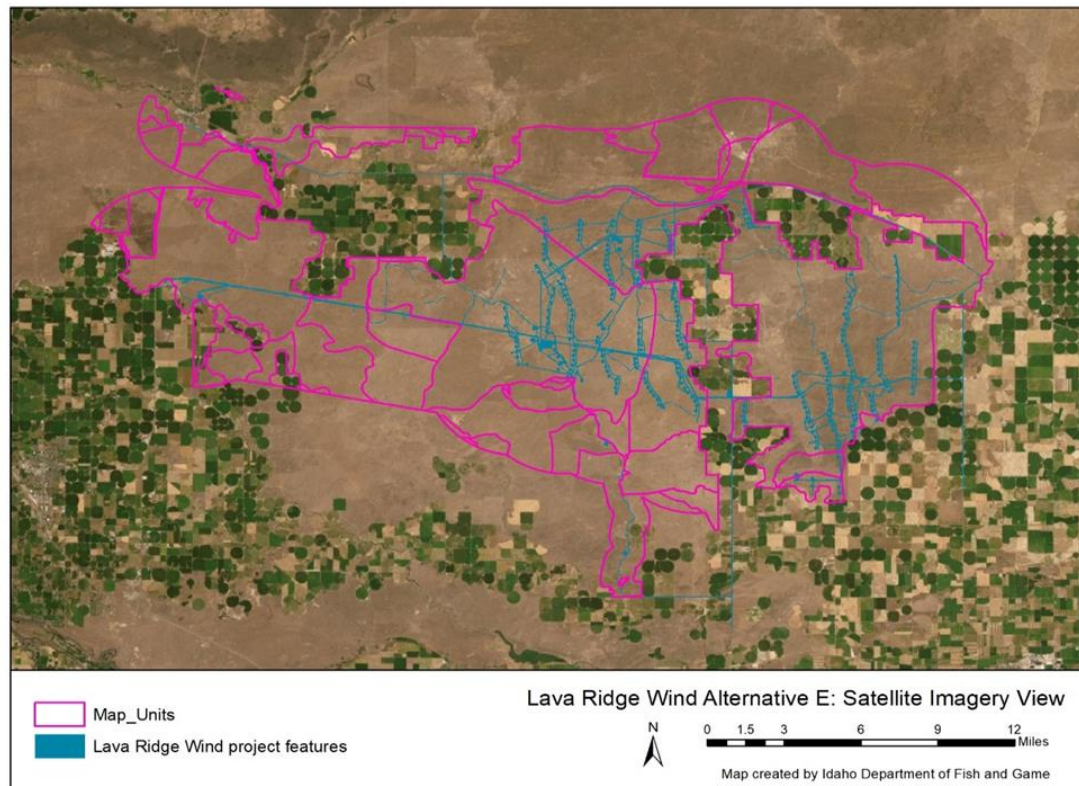 Map_Units
Lava Ridge Wind project features
Lava Ridge Wind Alternative E: Satellite Imagery View
N
0 1.5 3 6 9 12
Miles
Map created by Idaho Department of Fish and Game